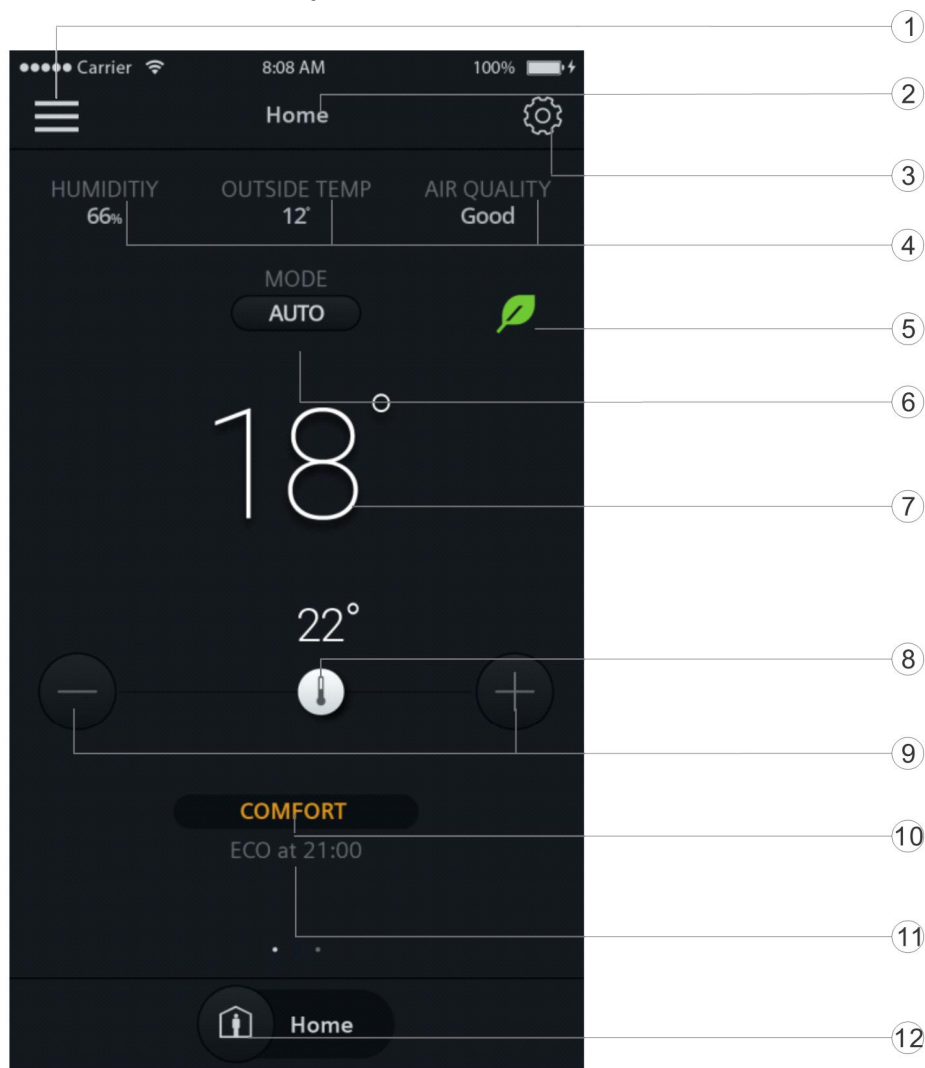 1
Carrier 8:08 AM 100%
2
Home
3
HUMIDITIY OUTSIDE TEMP AIR QUALITY
66% 12° Good
4
MODE
AUTO
5
6
18°
7
22°
8
9
COMFORT
10
ECO at 21:00
11
Home
12